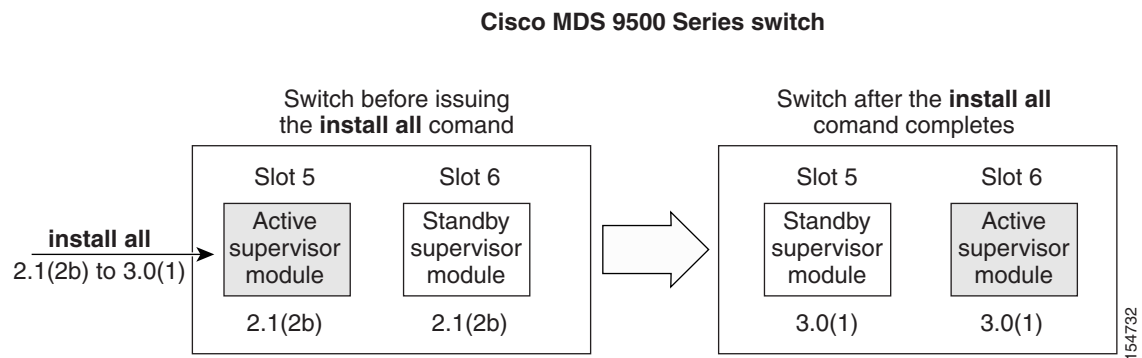 Cisco MDS 9500 Series switch
Switch before issuing
the install all comand
Switch after the install all
comand completes
install all
2.1(2b) to 3.0(1)
Slot 5
Active
supervisor
module
2.1(2b)
Slot 6
Standby
supervisor
module
2.1(2b)
Slot 5
Standby
supervisor
module
3.0(1)
Slot 6
Active
supervisor
module
3.0(1)
154732